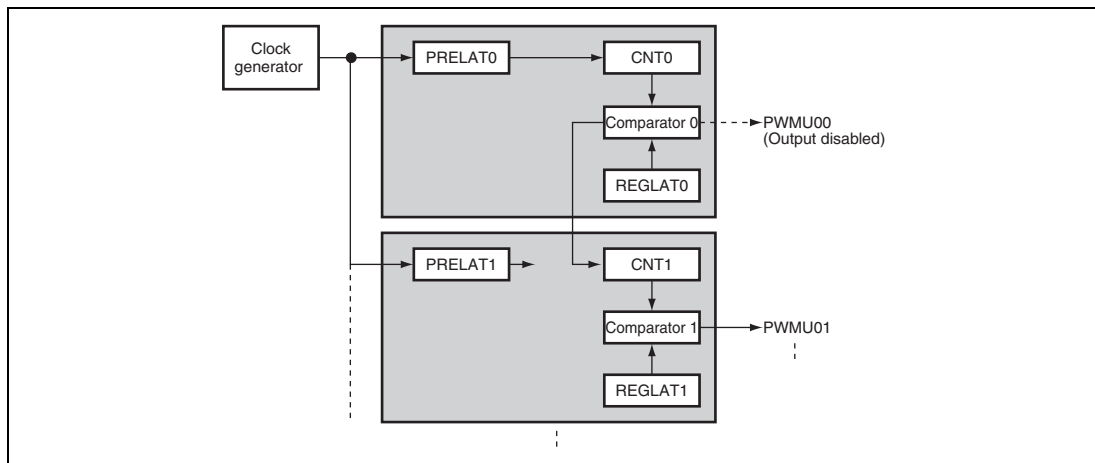 Clock
generator
PRELAT0
CNT0
Comparator 0
PWMU00
(Output disabled)
REGLAT0
PRELAT1
CNT1
Comparator 1
PWMU01
REGLAT1